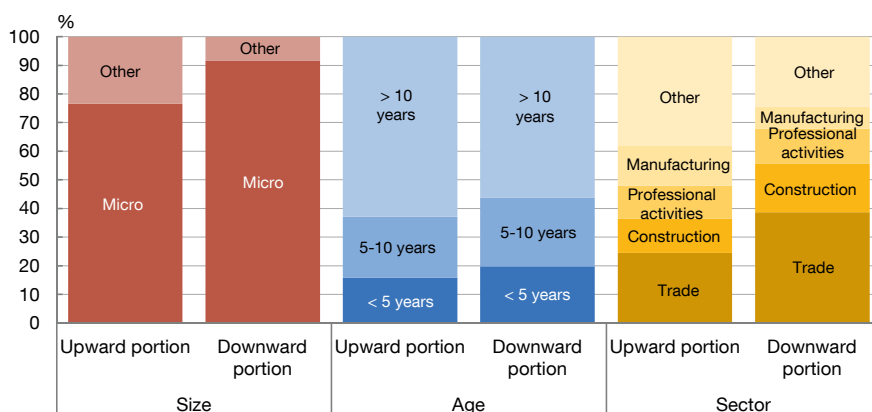 %
100
90
80
70
60
50
40
30
20
10
0
Other
Micro
Other
Micro
> 10
years
5-10 years
< 5 years
> 10
years
5-10 years
< 5 years
Other
Manufacturing
Professional
activities
Construction
Trade
Other
Manufacturing
Professional
activities
Construction
Trade
Upward portion
Downward
portion
Upward portion
Downward
portion
Upward portion
Downward
portion
Size
Age
Sector